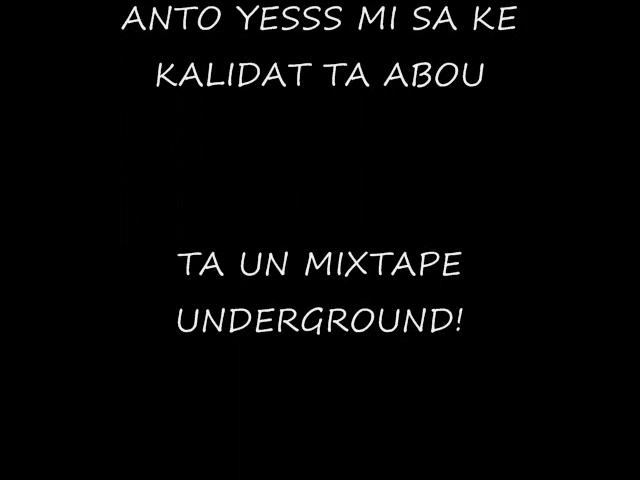 ANTO YESSS MI SA KE
KALIDAT TA ABOU
TA UN MIXTAPE
UNDERGROUND!